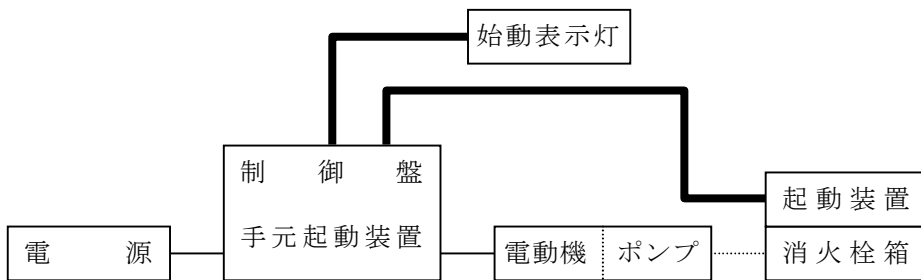 始動表示灯
制御盤
手元起動装置
起動装置
電源
電動機
ポンプ
消火栓箱